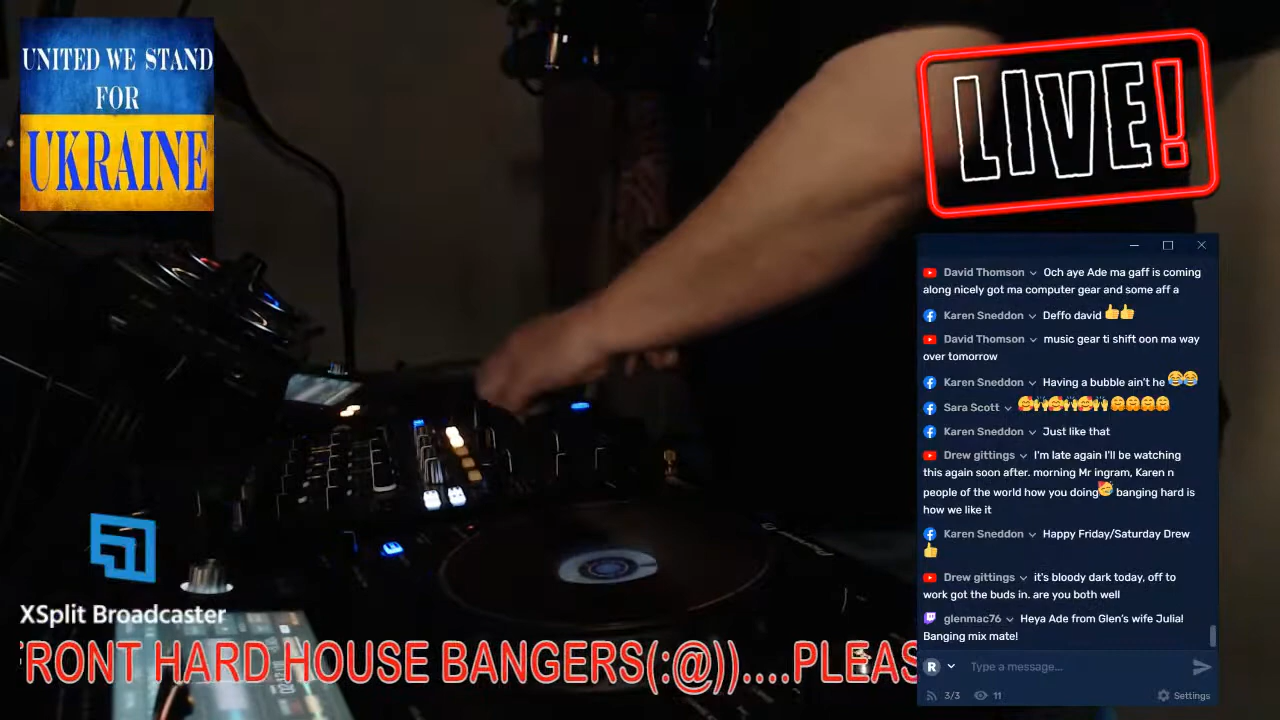 UNITED WE STAND
FOR
UKRAINE
LIVE!
David Thomson Och aye Ade ma gaff is coming
along nicely got ma computer gear and some aff a
Karen Sneddon Deffo david 👍👍
David Thomson music gear ti shift oon ma way
over tomorrow
Karen Sneddon Having a bubble ain't he 😂😂
Sara Scott 🥰🙌🥰🙌🥰🙌🤗🤗🤗🤗
Karen Sneddon Just like that
Drew gittings I'm late again I'll be watching
this again soon after. morning Mr ingram, Karen n
people of the world how you doing🥳 banging hard is
how we like it
Karen Sneddon Happy Friday/Saturday Drew
👍
Drew gittings it's bloody dark today, off to
work got the buds in. are you both well
glenmac76 Heya Ade from Glen's wife Julia!
Banging mix mate!
R Type a message...
3/3 11 Settings
XSplit Broadcaster
RONT HARD HOUSE BANGERS(:@))....PLEAS